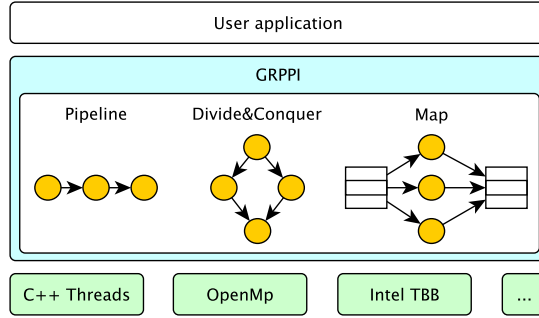 User application
GRPPI
Pipeline Divide&Conquer Map
C++ Threads OpenMp Intel TBB ...